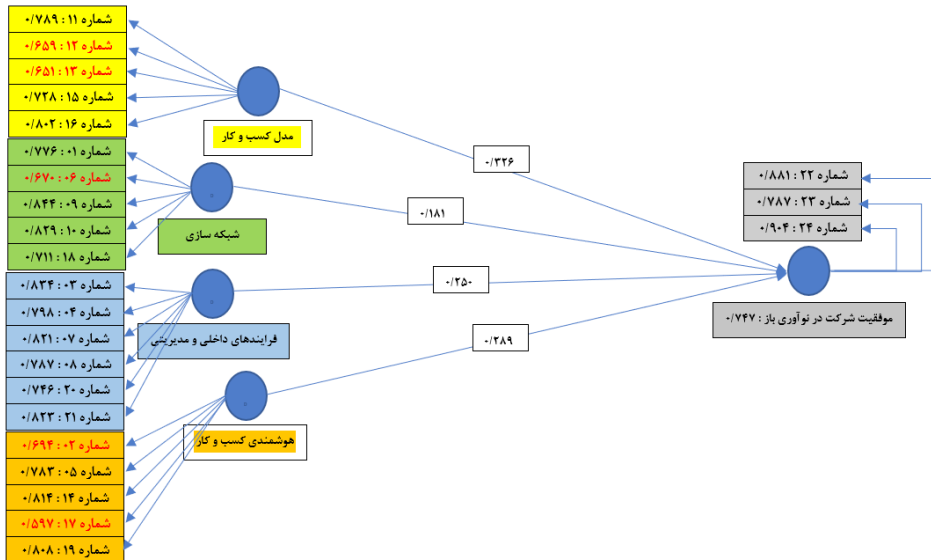 شماره ۱۱ : ۰/۷۸۹
شماره ۱۲ : ۰/۶۵۹
شماره ۱۳ : ۰/۶۵۱
شماره ۱۵ : ۰/۷۲۸
شماره ۱۶ : ۰/۸۰۲
مدل کسب و کار
شماره ۰۱ : ۰/۷۷۶
شماره ۰۶ : ۰/۶۷۰
شماره ۰۹ : ۰/۸۴۴
شماره ۱۰ : ۰/۸۲۹
شماره ۱۸ : ۰/۷۱۱
شبکه سازی
شماره ۰۳ : ۰/۸۳۴
شماره ۰۴ : ۰/۷۹۸
شماره ۰۷ : ۰/۸۲۱
شماره ۰۸ : ۰/۷۸۷
شماره ۲۰ : ۰/۷۴۶
شماره ۲۱ : ۰/۸۲۳
فرایندهای داخلی و مدیریتی
شماره ۰۲ : ۰/۶۹۴
شماره ۰۵ : ۰/۷۸۳
شماره ۱۴ : ۰/۸۱۴
شماره ۱۷ : ۰/۵۹۷
شماره ۱۹ : ۰/۸۰۸
هوشمندی کسب و کار
۰/۳۲۶
۰/۱۸۱
۰/۲۵۰
۰/۲۸۹
شماره ۲۲ : ۰/۸۸۱
شماره ۲۳ : ۰/۷۸۷
شماره ۲۴ : ۰/۹۰۴
موفقیت شرکت در نوآوری باز : ۰/۷۴۷